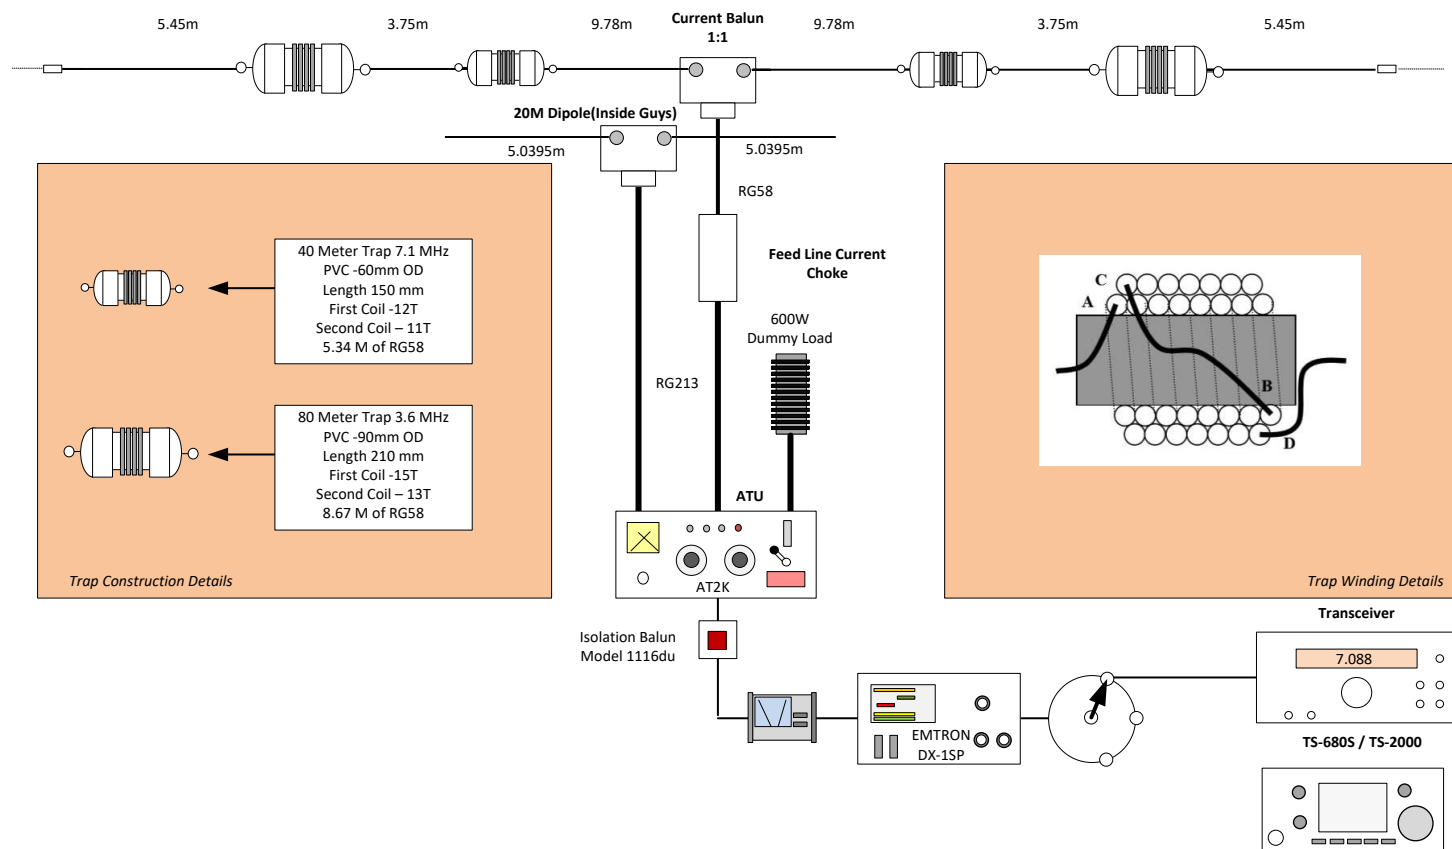 5.45m
3.75m
9.78m
Current Balun
1:1
9.78m
3.75m
5.45m
20M Dipole(Inside Guys)
5.0395m
5.0395m
RG58
40 Meter Trap 7.1 MHz
PVC -60mm OD
Length 150 mm
First Coil -12T
Second Coil – 11T
5.34 M of RG58
80 Meter Trap 3.6 MHz
PVC -90mm OD
Length 210 mm
First Coil -15T
Second Coil – 13T
8.67 M of RG58
Trap Construction Details
Feed Line Current
Choke
600W
Dummy Load
RG213
ATU
AT2K
C
A
B
D
Trap Winding Details
Isolation Balun
Model 1116du
EMTRON
DX-1SP
Transceiver
7.088
TS-680S / TS-2000